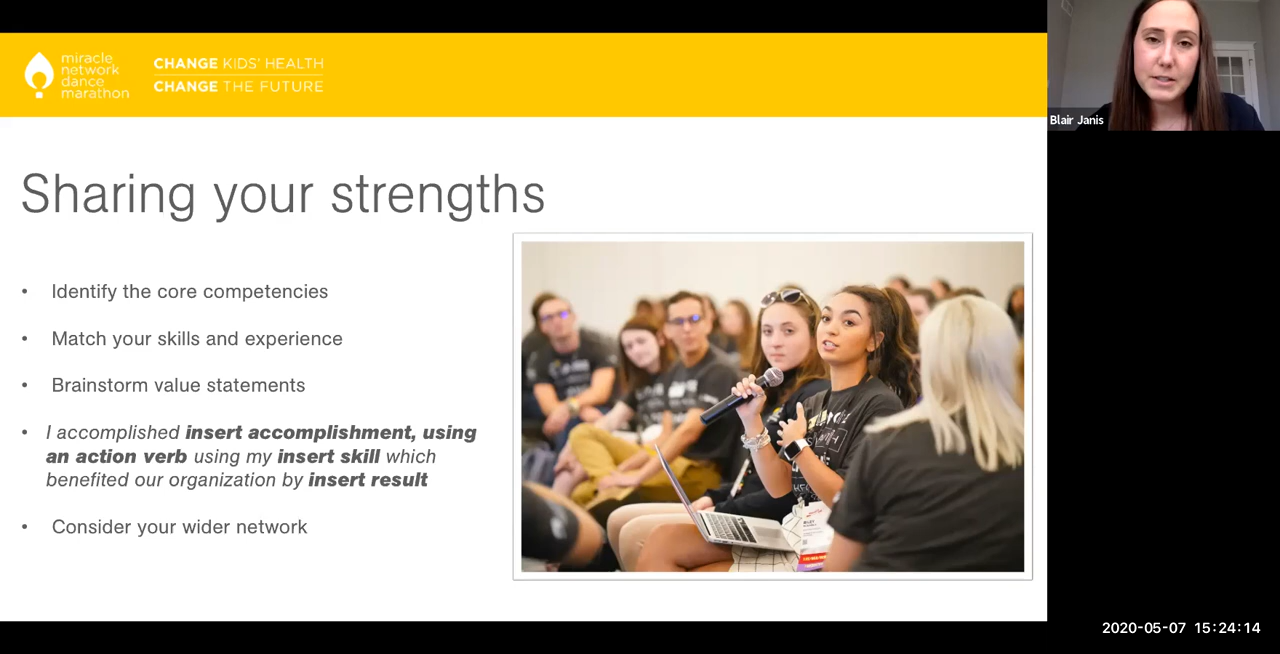 miracle
network
dance
marathon
CHANGE KIDS' HEALTH
CHANGE THE FUTURE
Blair Janis
Sharing your strengths
• Identify the core competencies
• Match your skills and experience
• Brainstorm value statements
• I accomplished insert accomplishment, using
an action verb using my insert skill which
benefited our organization by insert result
• Consider your wider network
2020-05-07 15:24:14